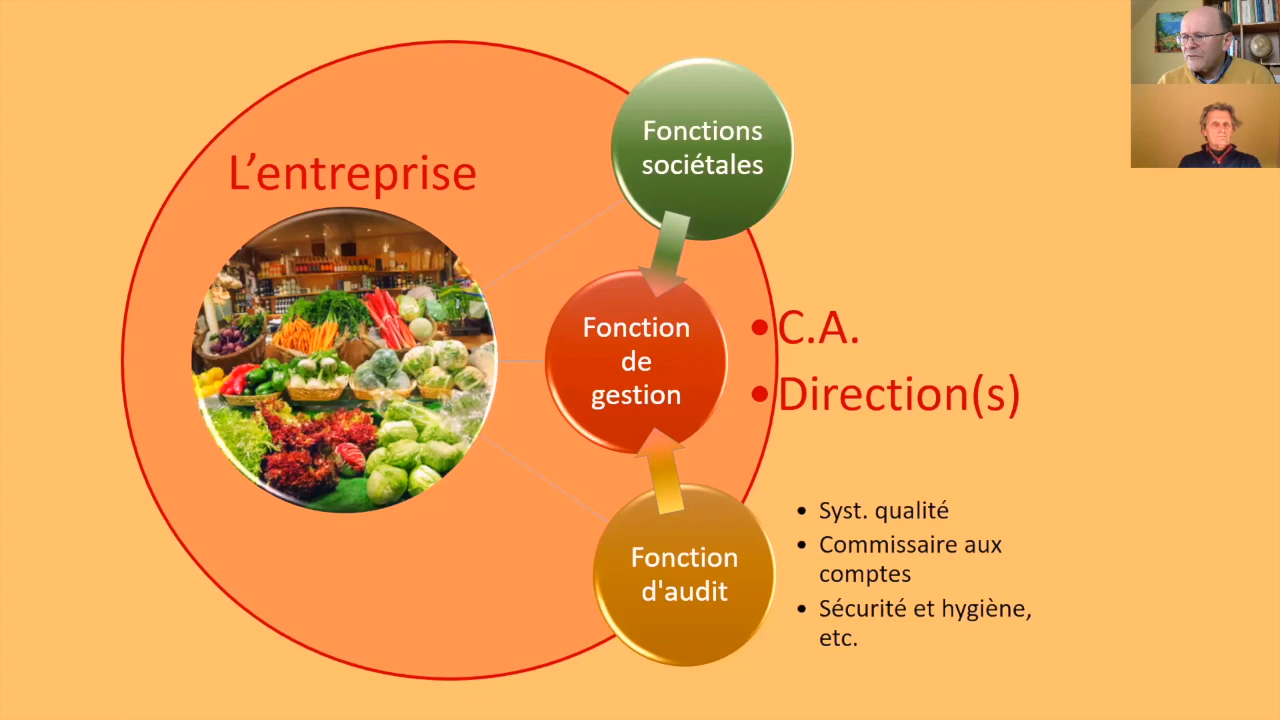 L'entreprise
Fonctions
sociétales
Fonction
de
gestion
• C.A.
• Direction(s)
Fonction
d'audit
• Syst. qualité
• Commissaire aux
comptes
• Sécurité et hygiène,
etc.